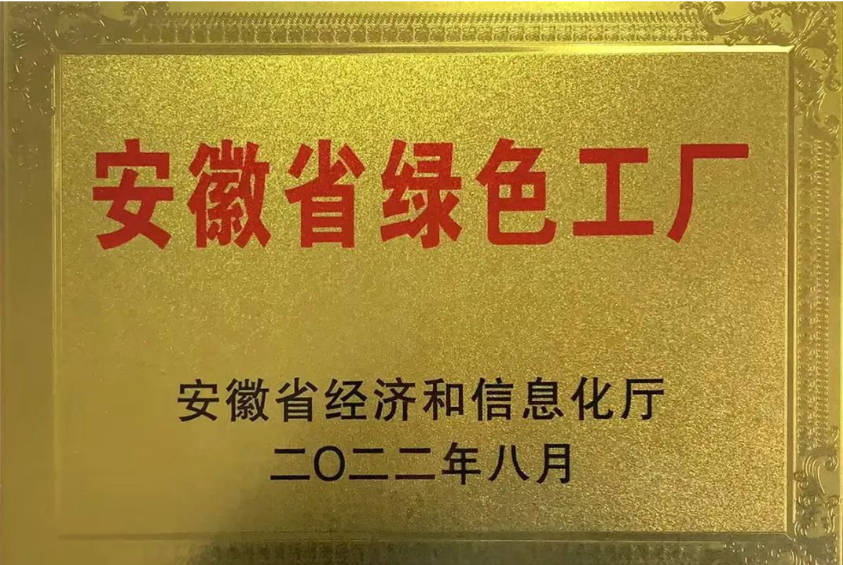 安徽省绿色工厂
安徽省经济和信息化厅
二〇二二年八月